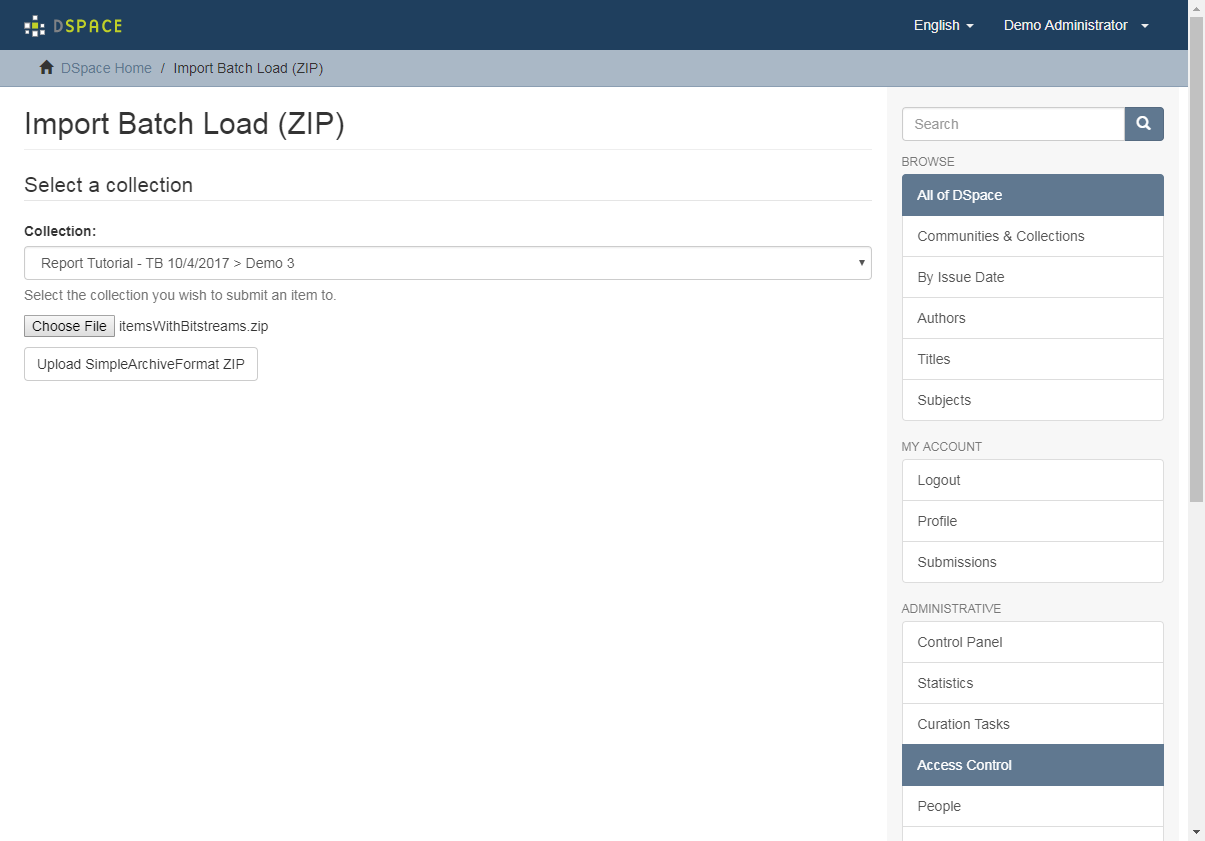 DSPACE
English
Demo Administrator
DSpace Home / Import Batch Load (ZIP)
Import Batch Load (ZIP)
Select a collection
Collection:
Report Tutorial - TB 10/4/2017 > Demo 3
Select the collection you wish to submit an item to.
Choose File itemsWithBitstreams.zip
Upload SimpleArchiveFormat ZIP
Search
BROWSE
All of DSpace
Communities & Collections
By Issue Date
Authors
Titles
Subjects
MY ACCOUNT
Logout
Profile
Submissions
ADMINISTRATIVE
Control Panel
Statistics
Curation Tasks
Access Control
People